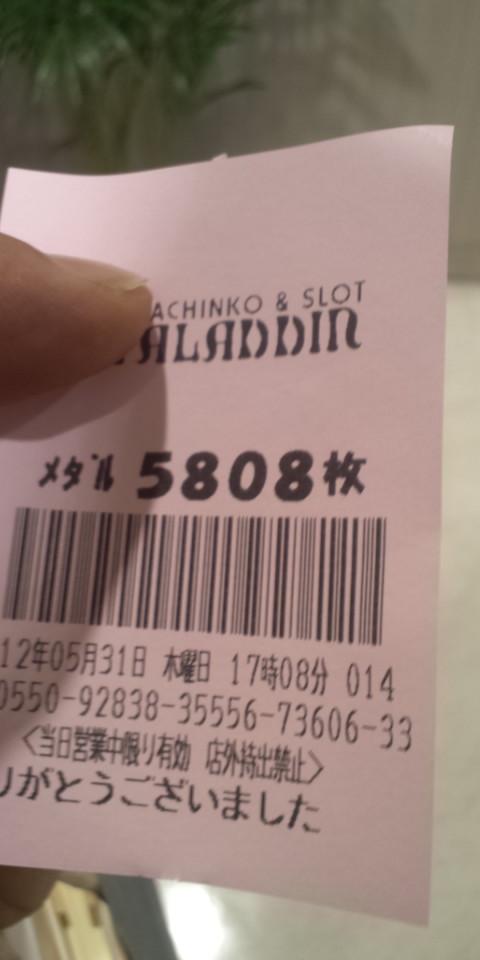 ACHINKO & SLOT
ALADDIN
メダル 5808枚
12年05月31日 木曜日 17時08分 014
0550-92838-35556-73606-33
<当日営業中限り有効 店外持出禁止>
りがとうございました